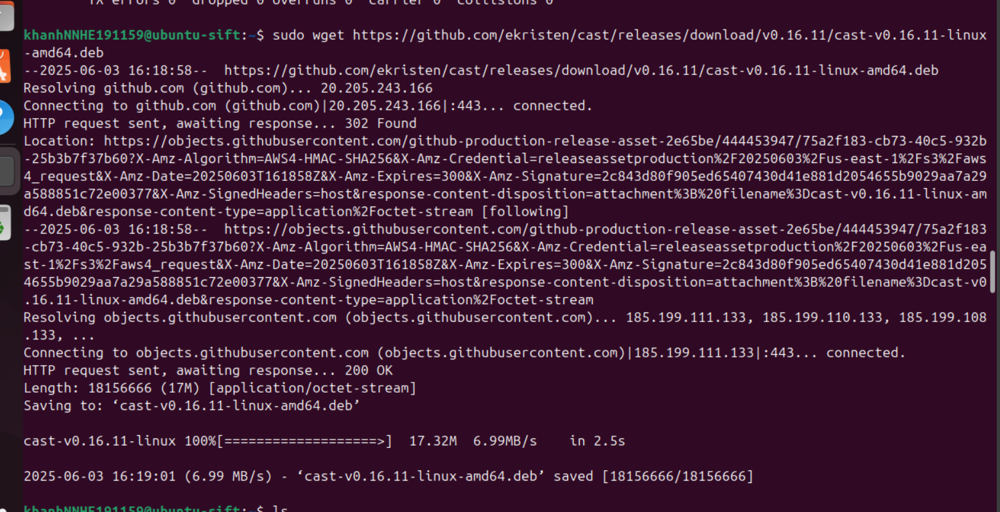 TX errors 0  dropped 0 overruns 0  carrier 0  collisions 0
khanhNNHE191159@ubuntu-sift:~$ sudo wget https://github.com/ekristen/cast/releases/download/v0.16.11/cast-v0.16.11-linux
-amd64.deb
--2025-06-03 16:18:58--  https://github.com/ekristen/cast/releases/download/v0.16.11/cast-v0.16.11-linux-amd64.deb
Resolving github.com (github.com)... 20.205.243.166
Connecting to github.com (github.com)|20.205.243.166|:443... connected.
HTTP request sent, awaiting response... 302 Found
Location: https://objects.githubusercontent.com/github-production-release-asset-2e65be/444453947/75a2f183-cb73-40c5-932b
-25b3b7f37b60?X-Amz-Algorithm=AWS4-HMAC-SHA256&X-Amz-Credential=releaseassetproduction%2F20250603%2Fus-east-1%2Fs3%2Faws
4_request&X-Amz-Date=20250603T161858Z&X-Amz-Expires=300&X-Amz-Signature=2c843d80f905ed65407430d41e881d2054655b9029aa7a29
a588851c72e00377&X-Amz-SignedHeaders=host&response-content-disposition=attachment%3B%20filename%3Dcast-v0.16.11-linux-am
d64.deb&response-content-type=application%2Foctet-stream [following]
--2025-06-03 16:18:58--  https://objects.githubusercontent.com/github-production-release-asset-2e65be/444453947/75a2f183
-cb73-40c5-932b-25b3b7f37b60?X-Amz-Algorithm=AWS4-HMAC-SHA256&X-Amz-Credential=releaseassetproduction%2F20250603%2Fus-ea
st-1%2Fs3%2Faws4_request&X-Amz-Date=20250603T161858Z&X-Amz-Expires=300&X-Amz-Signature=2c843d80f905ed65407430d41e881d205
4655b9029aa7a29a588851c72e00377&X-Amz-SignedHeaders=host&response-content-disposition=attachment%3B%20filename%3Dcast-v0
.16.11-linux-amd64.deb&response-content-type=application%2Foctet-stream
Resolving objects.githubusercontent.com (objects.githubusercontent.com)... 185.199.111.133, 185.199.110.133, 185.199.108
.133, ...
Connecting to objects.githubusercontent.com (objects.githubusercontent.com)|185.199.111.133|:443... connected.
HTTP request sent, awaiting response... 200 OK
Length: 18156666 (17M) [application/octet-stream]
Saving to: ‘cast-v0.16.11-linux-amd64.deb’
cast-v0.16.11-linux 100%[===================>]  17.32M  6.99MB/s    in 2.5s
2025-06-03 16:19:01 (6.99 MB/s) - ‘cast-v0.16.11-linux-amd64.deb’ saved [18156666/18156666]
khanhNNHE191159@ubuntu-sift:~$ ls